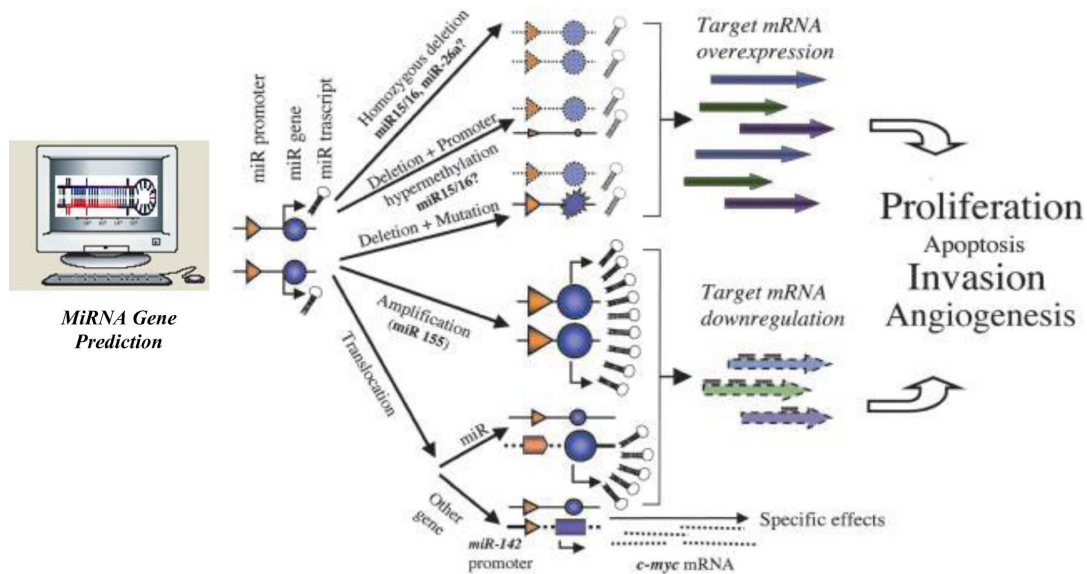 MiRNA Gene
Prediction
miR promoter
miR gene
miR trascript
Homozygous deletion
miR15/16, miR-26a?
Deletion + Promoter
hypermethylation
miR15/16?
Deletion + Mutation
Amplification
(miR 155)
Translocation
miR
Other
gene
miR-142
promoter
c-myc mRNA
Specific effects
Target mRNA
overexpression
Target mRNA
downregulation
Proliferation
Apoptosis
Invasion
Angiogenesis